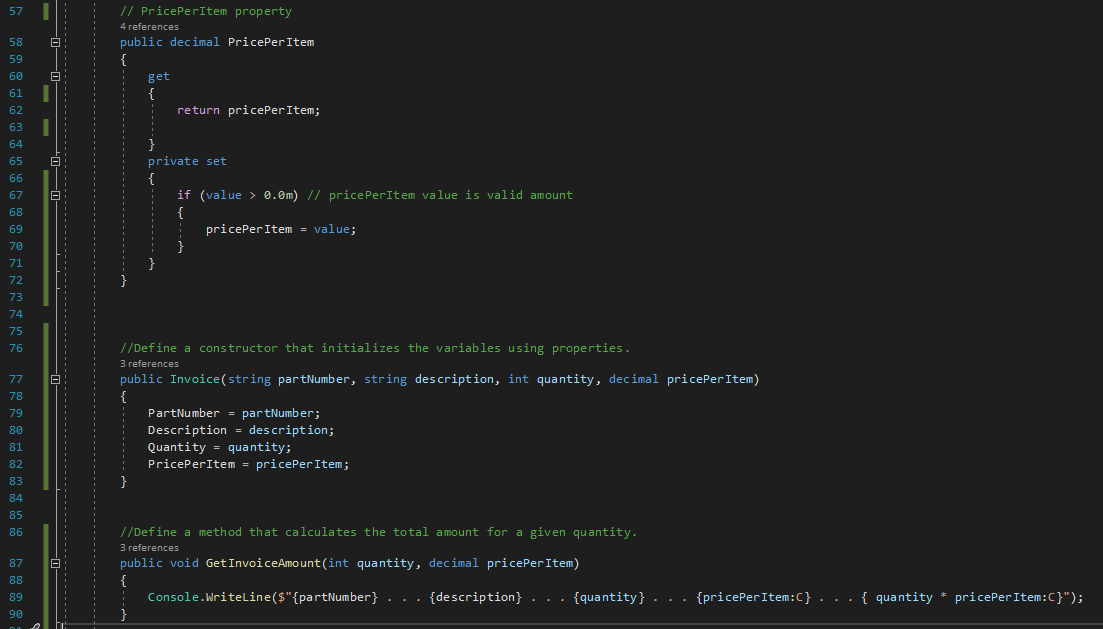 57 // PricePerItem property
4 references
58 public decimal PricePerItem
59 {
60 get
61 {
62 return pricePerItem;
63
64 }
65 private set
66 {
67 if (value > 0.0m) // pricePerItem value is valid amount
68 {
69 pricePerItem = value;
70 }
71 }
72 }
73
74
75
76 //Define a constructor that initializes the variables using properties.
3 references
77 public Invoice(string partNumber, string description, int quantity, decimal pricePerItem)
78 {
79 PartNumber = partNumber;
80 Description = description;
81 Quantity = quantity;
82 PricePerItem = pricePerItem;
83 }
84
85
86 //Define a method that calculates the total amount for a given quantity.
3 references
87 public void GetInvoiceAmount(int quantity, decimal pricePerItem)
88 {
89 Console.WriteLine($"{partNumber} . . . {description} . . . {quantity} . . . {pricePerItem:C} . . . { quantity * pricePerItem:C}");
90 }